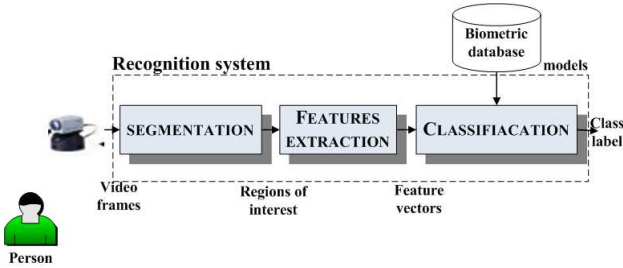 Biometric
database
Recognition system
models
SEGMENTATION
FEATURES
EXTRACTION
CLASSIFIACATION
Class
label
Video
frames
Regions of
interest
Feature
vectors
Person